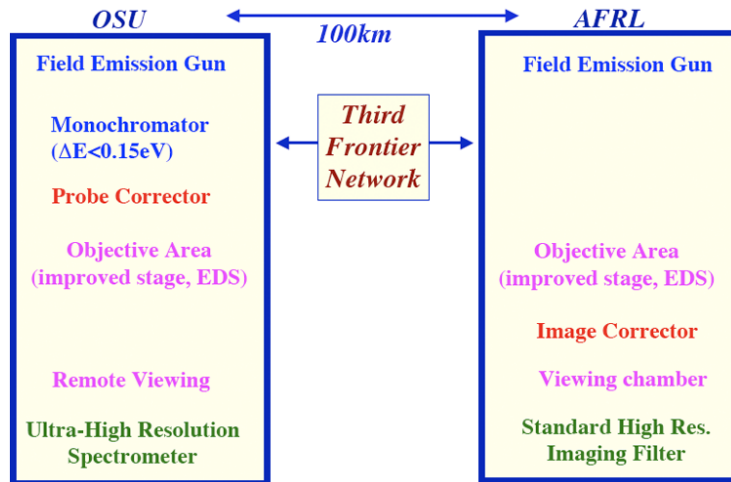 OSU
100km
AFRL
Field Emission Gun
Monochromator
(ΔE<0.15eV)
Probe Corrector
Objective Area
(improved stage, EDS)
Remote Viewing
Ultra-High Resolution
Spectrometer
Third
Frontier
Network
Field Emission Gun
Objective Area
(improved stage, EDS)
Image Corrector
Viewing chamber
Standard High Res.
Imaging Filter